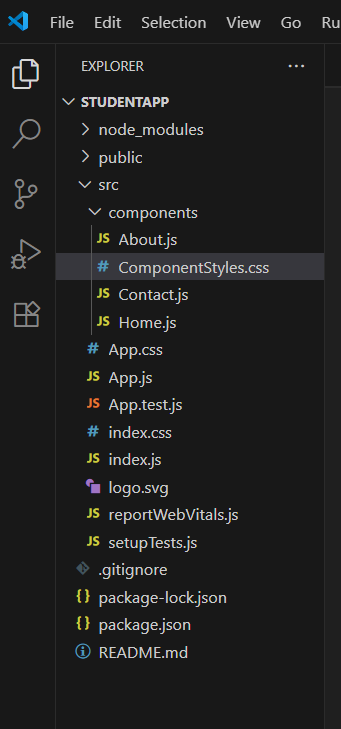 File Edit Selection View Go Ru
EXPLORER ...
STUDENTAPP
node_modules
public
src
components
JS About.js
# ComponentStyles.css
JS Contact.js
JS Home.js
# App.css
JS App.js
JS App.test.js
# index.css
JS index.js
logo.svg
JS reportWebVitals.js
JS setupTests.js
.gitignore
{} package-lock.json
{} package.json
README.md